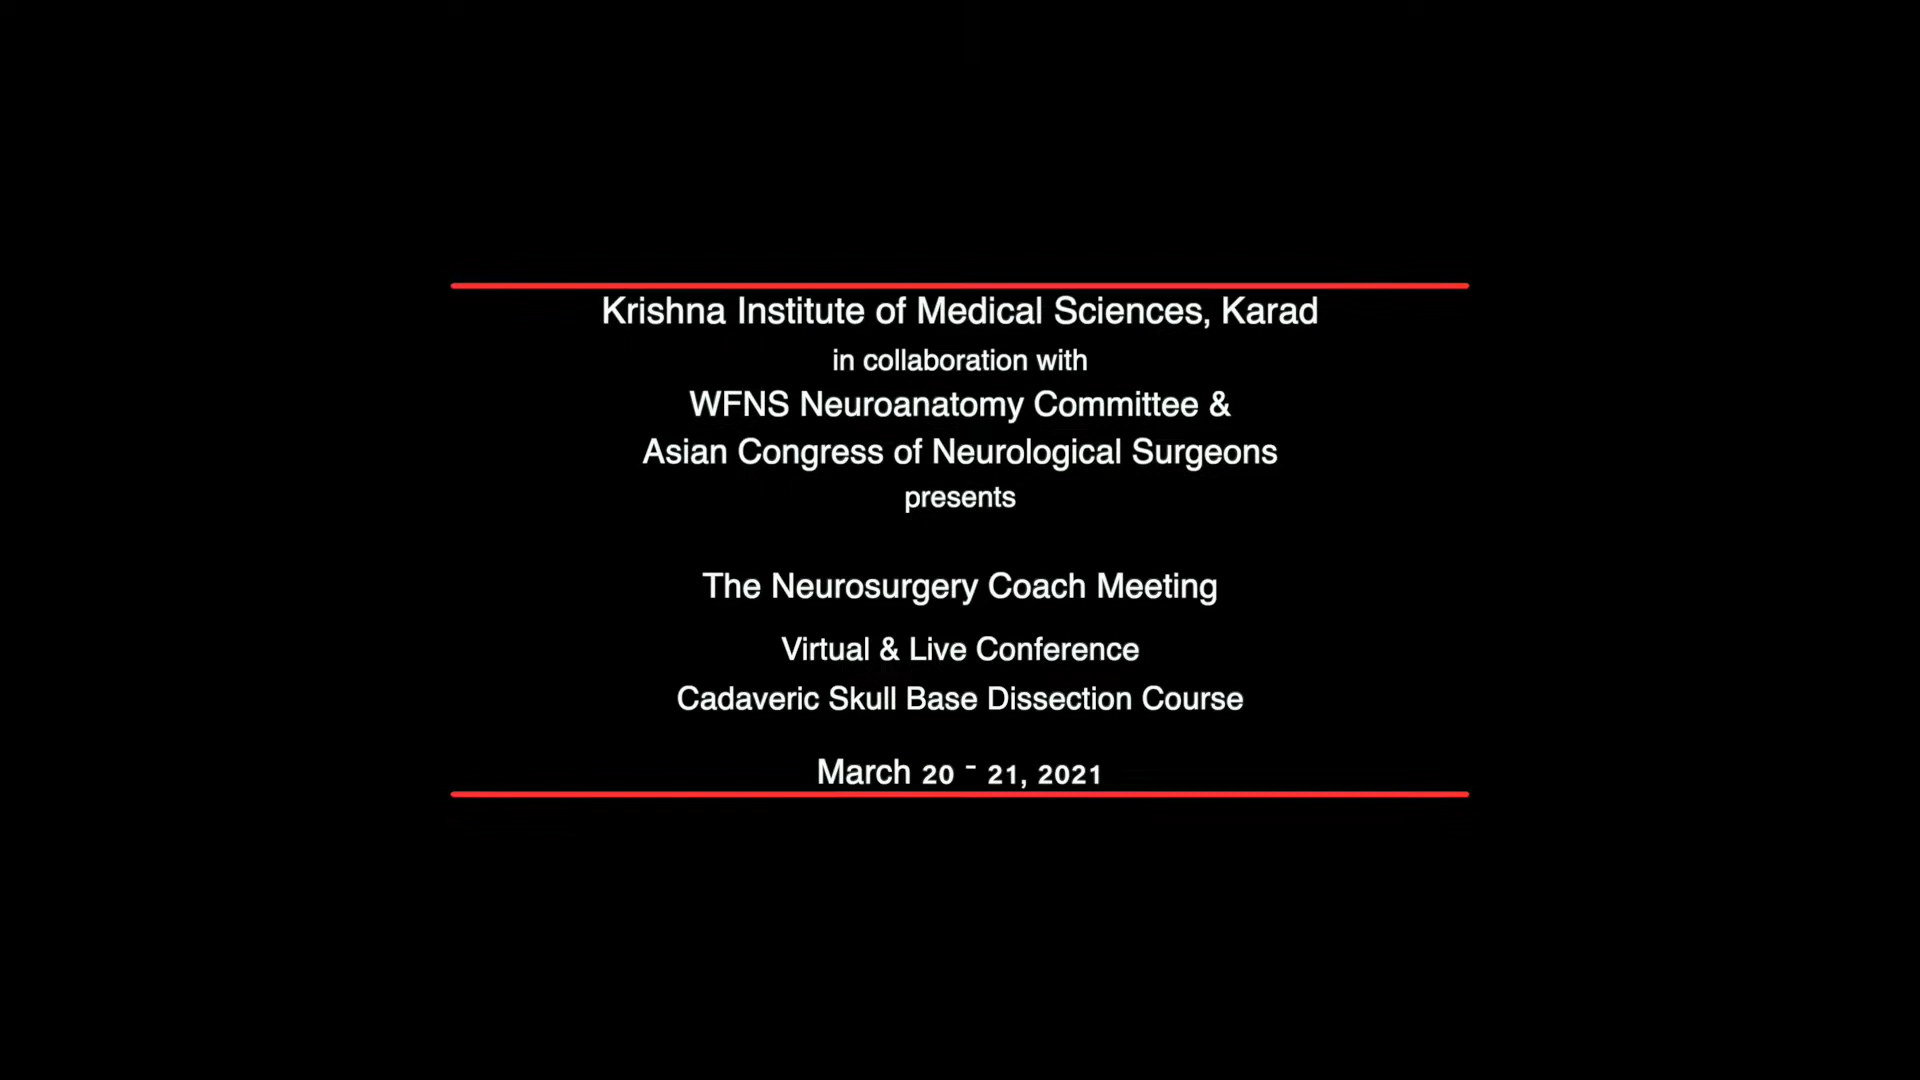 Krishna Institute of Medical Sciences, Karad
in collaboration with
WFNS Neuroanatomy Committee &
Asian Congress of Neurological Surgeons
presents
The Neurosurgery Coach Meeting
Virtual & Live Conference
Cadaveric Skull Base Dissection Course
March 20 - 21, 2021